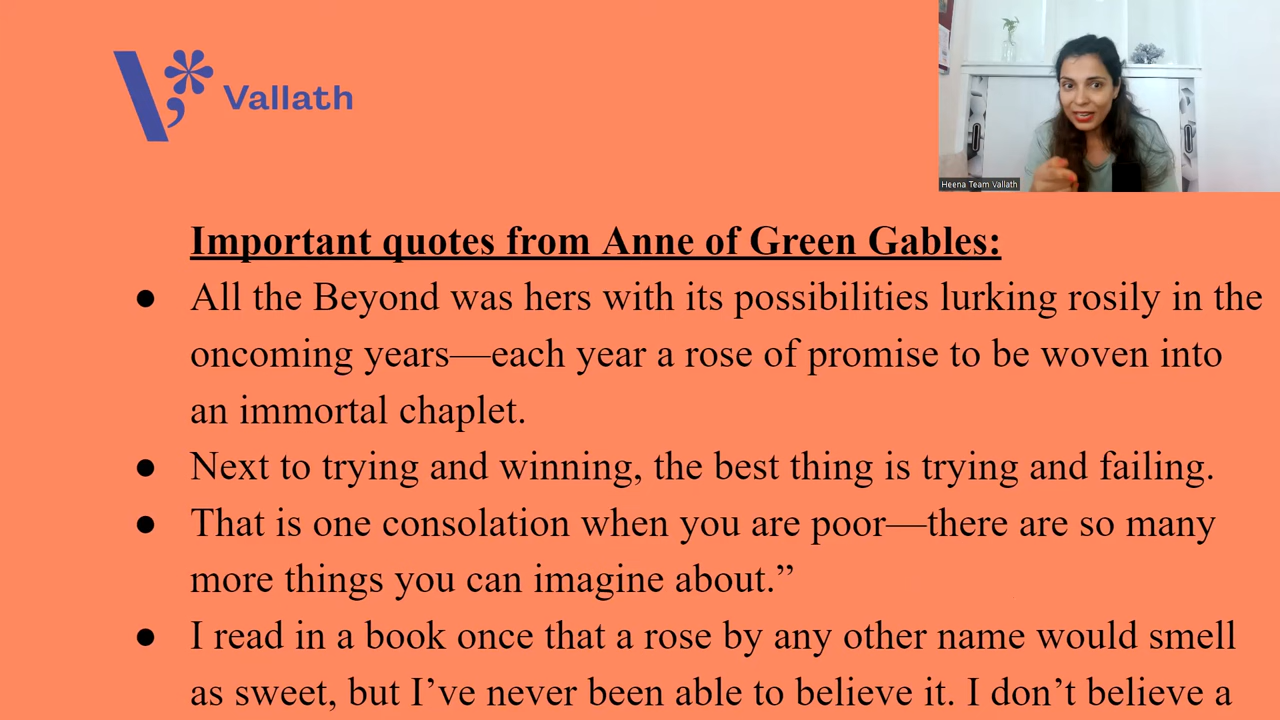 Vallath
Heena Team Vallath
Important quotes from Anne of Green Gables:
● All the Beyond was hers with its possibilities lurking rosily in the
oncoming years—each year a rose of promise to be woven into
an immortal chaplet.
● Next to trying and winning, the best thing is trying and failing.
● That is one consolation when you are poor—there are so many
more things you can imagine about.”
● I read in a book once that a rose by any other name would smell
as sweet, but I’ve never been able to believe it. I don’t believe a